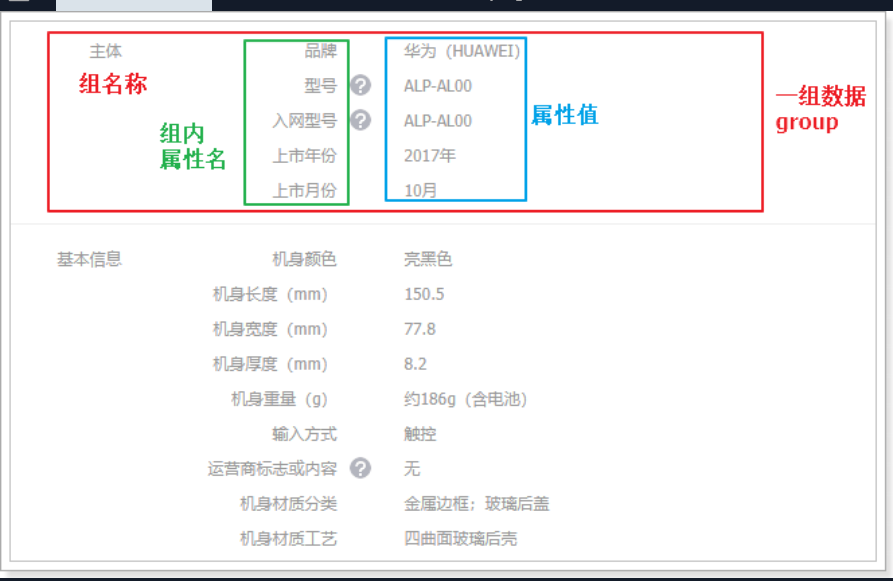 主体 品牌 华为（HUAWEI）
组名称 型号 ? ALP-AL00
一组数据
group
入网型号 ? ALP-AL00
属性值
组内
属性名
上市年份 2017年
上市月份 10月
基本信息 机身颜色 亮黑色
机身长度（mm） 150.5
机身宽度（mm） 77.8
机身厚度（mm） 8.2
机身重量（g） 约186g（含电池）
输入方式 触控
运营商标志或内容 ? 无
机身材质分类 金属边框；玻璃后盖
机身材质工艺 四曲面玻璃后壳